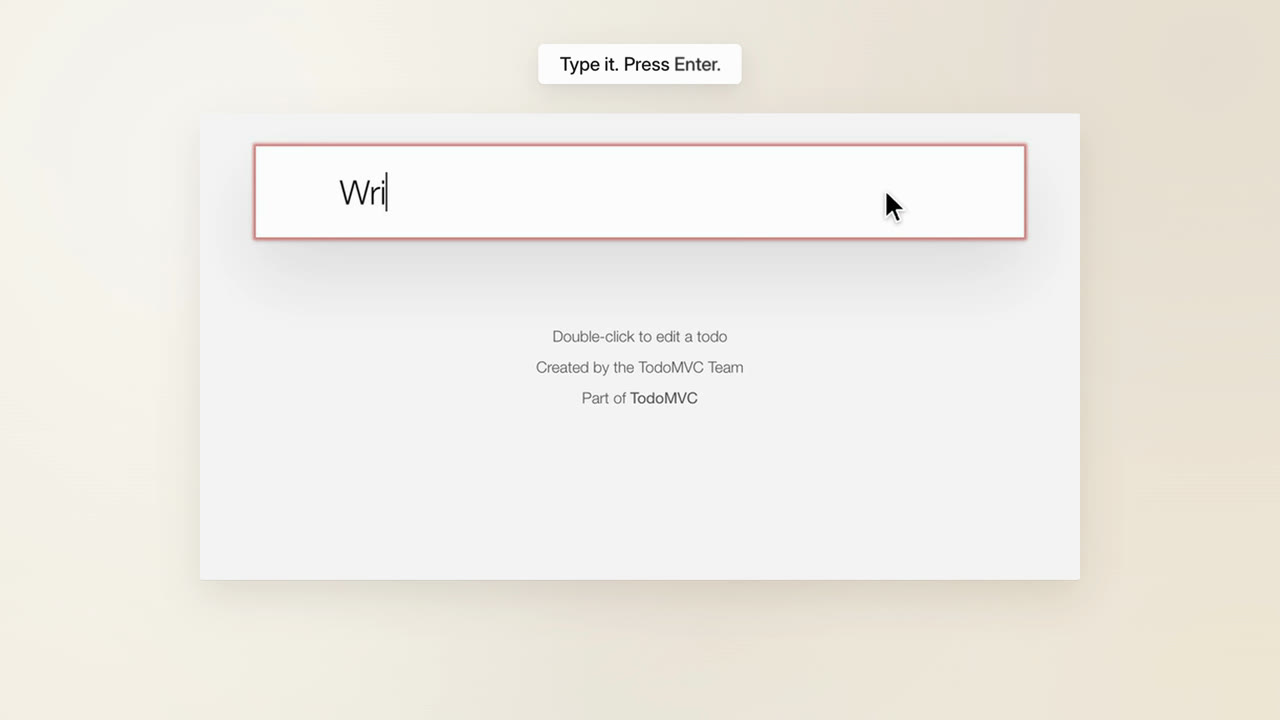 Type it. Press Enter.
Wri
Double-click to edit a todo
Created by the TodoMVC Team
Part of TodoMVC